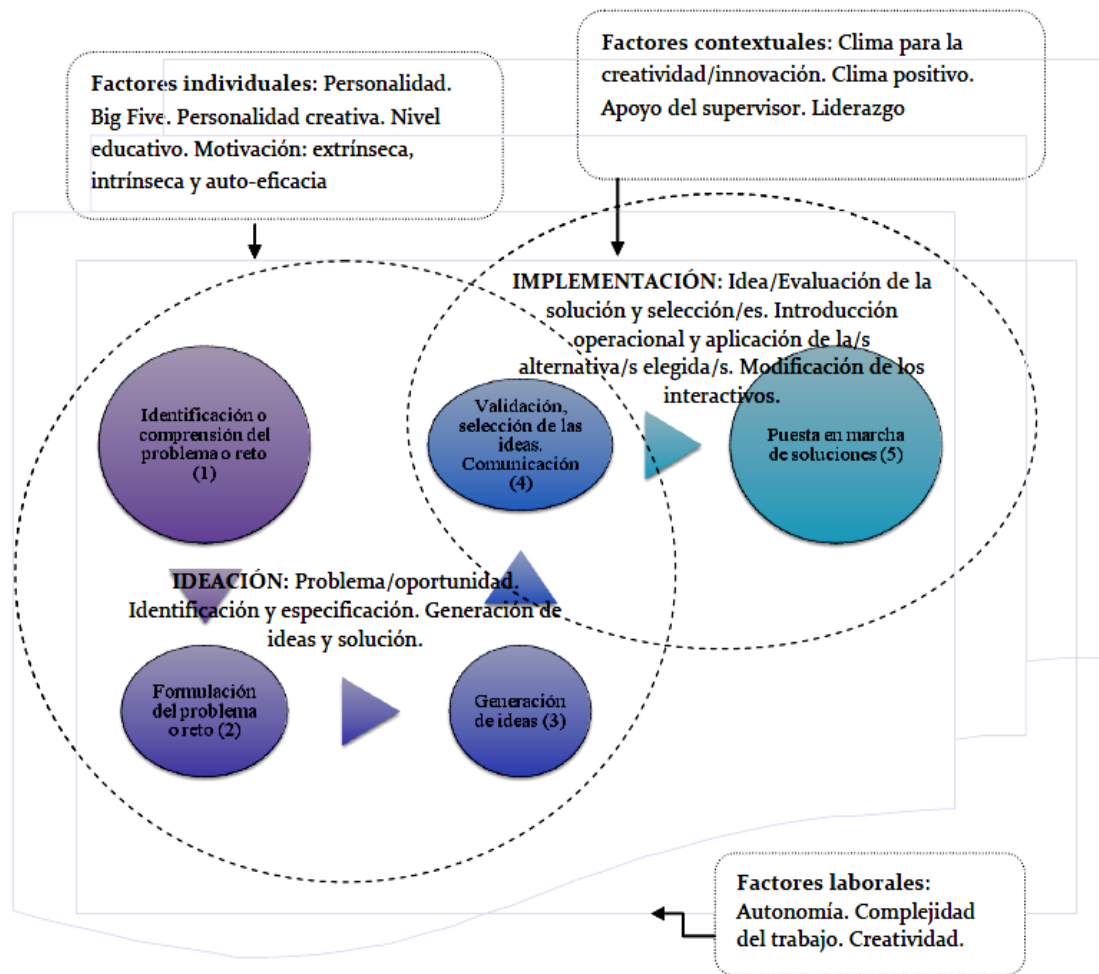 Factores individuales: Personalidad.
Big Five. Personalidad creativa. Nivel
educativo. Motivación: extrínseca,
intrínseca y auto-eficacia
Factores contextuales: Clima para la
creatividad/innovación. Clima positivo.
Apoyo del supervisor. Liderazgo
IMPLEMENTACIÓN: Idea/Evaluación de la
solución y selección/es. Introducción
operacional y aplicación de la/s
alternativa/s elegida/s. Modificación de los
interactivos.
Identificación o
comprensión del
problema o reto
(1)
Validación,
selección de las
ideas.
Comunicación
(4)
Puesta en marcha
de soluciones (5)
IDEACIÓN: Problema/oportunidad.
Identificación y especificación. Generación de
ideas y solución.
Formulación
del problema
o reto (2)
Generación
de ideas (3)
Factores laborales:
Autonomía. Complejidad
del trabajo. Creatividad.